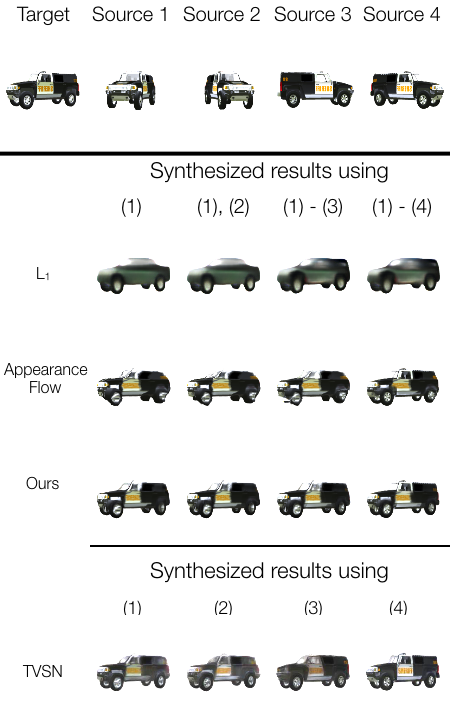 Target Source 1 Source 2 Source 3 Source 4
Synthesized results using
(1) (1), (2) (1) - (3) (1) - (4)
L1
Appearance
Flow
Ours
Synthesized results using
(1) (2) (3) (4)
TVSN